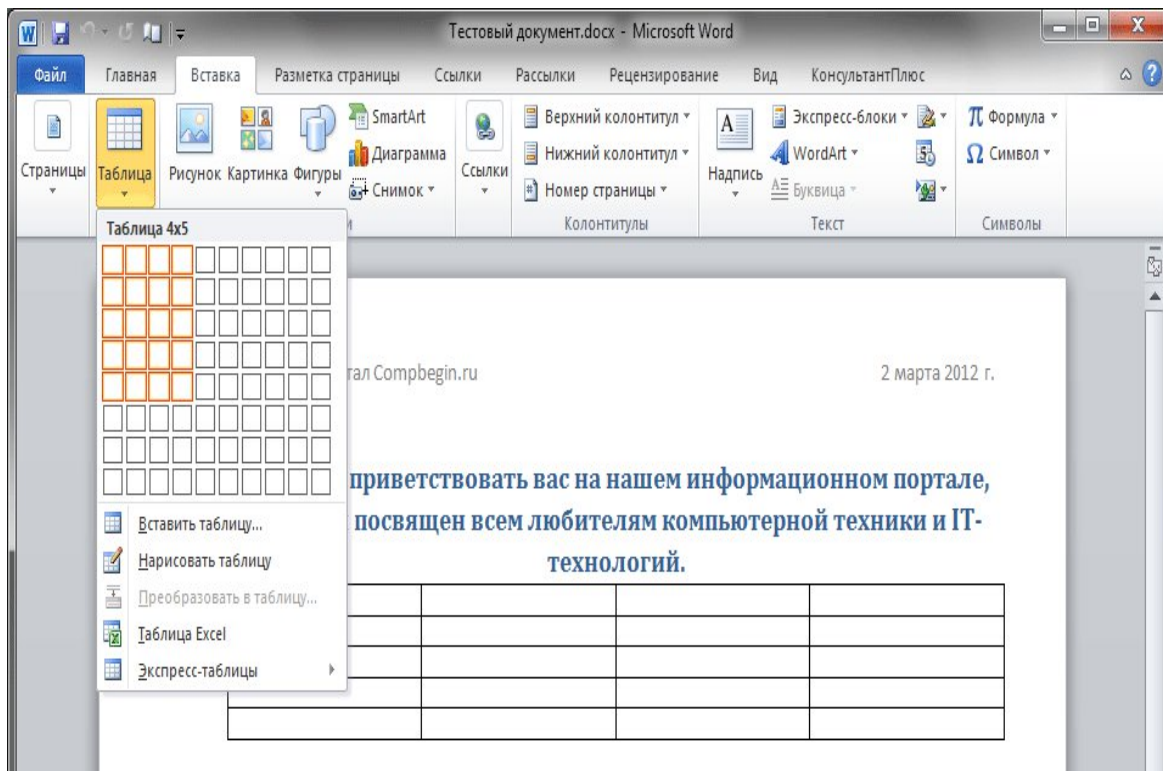 Тестовый документ.docx - Microsoft Word
Файл Главная Вставка Разметка страницы Ссылки Рассылки Рецензирование Вид КонсультантПлюс
Страницы
Таблица
Рисунок Картинка Фигуры
SmartArt
Диаграмма
Снимок
Ссылки
Верхний колонтитул
Нижний колонтитул
Номер страницы
Колонтитулы
Надпись
Экспресс-блоки
WordArt
Буквица
Текст
π Формула
Ω Символ
Символы
Таблица 4x5
Вставить таблицу...
Нарисовать таблицу
Преобразовать в таблицу...
Таблица Excel
Экспресс-таблицы
Compbegin.ru 2 марта 2012 г.
приветствовать вас на нашем информационном портале,
посвящен всем любителям компьютерной техники и IT-
технологий.